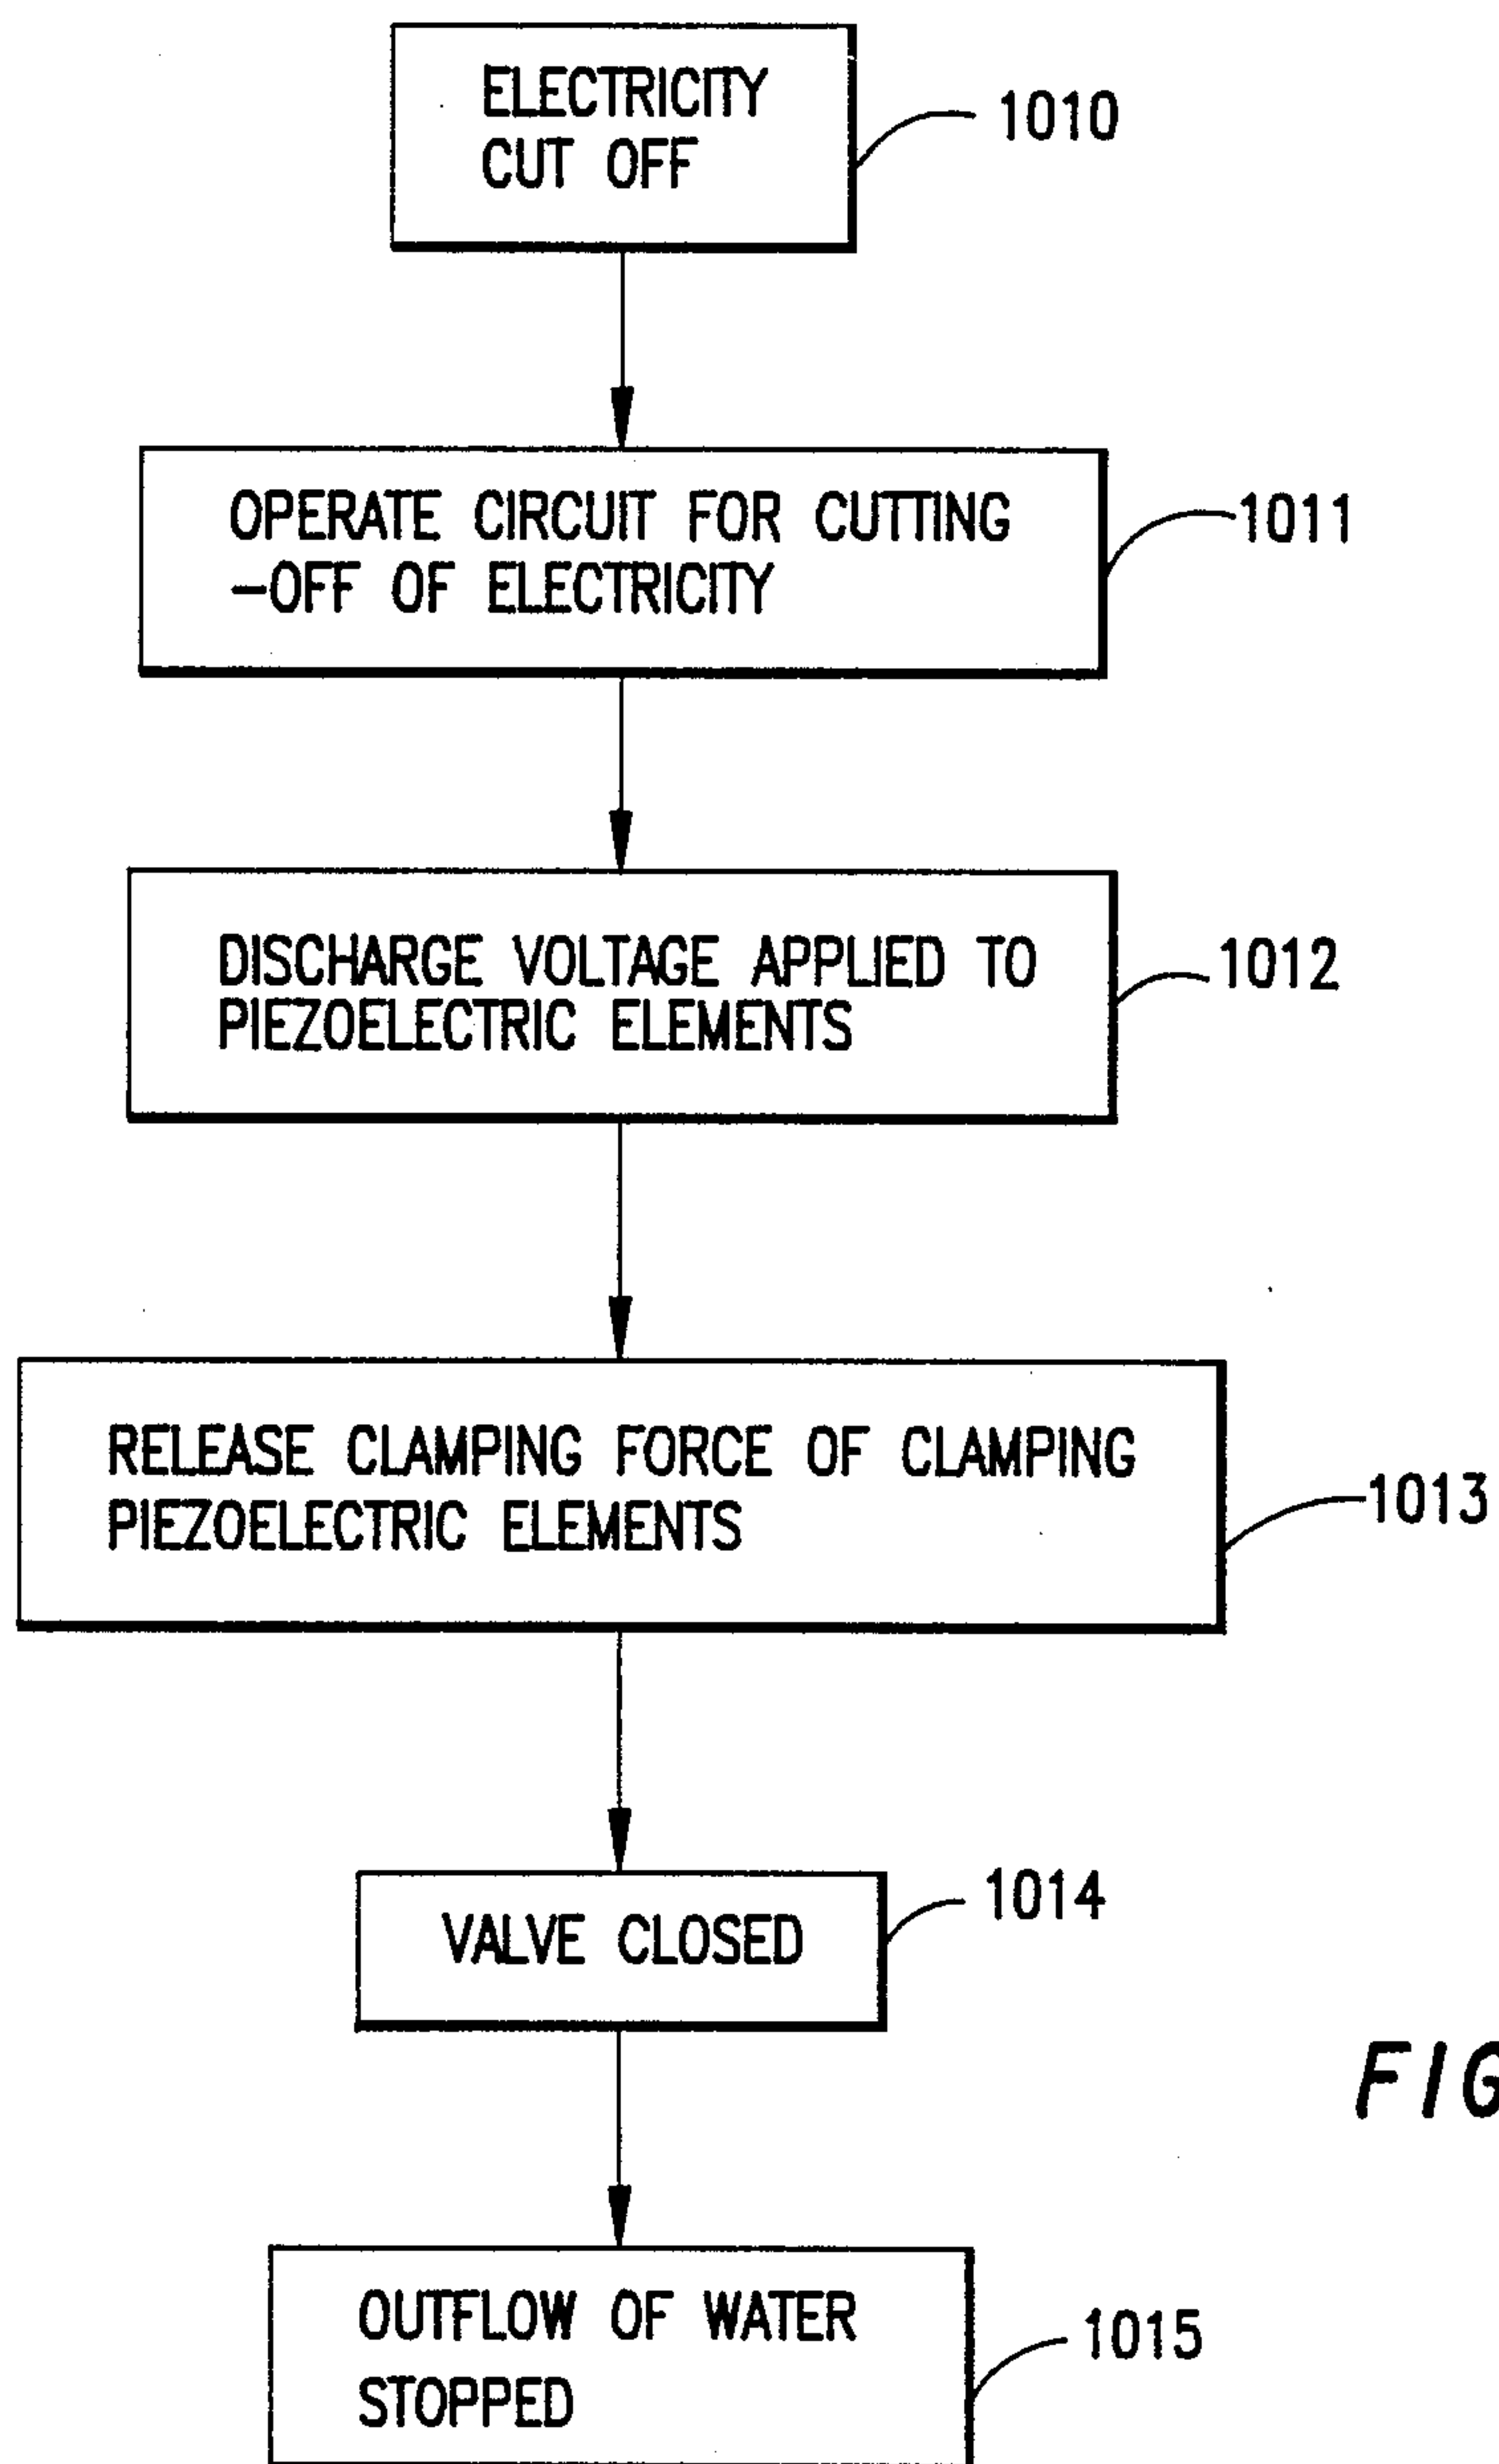 ELECTRICITY
CUT OFF
1010
OPERATE CIRCUIT FOR CUTTING
-OFF OF ELECTRICITY
1011
DISCHARGE VOLTAGE APPLIED TO
PIEZOELECTRIC ELEMENTS
1012
RELEASE CLAMPING FORCE OF CLAMPING
PIEZOELECTRIC ELEMENTS
1013
VALVE CLOSED
1014
FIG
OUTFLOW OF WATER
STOPPED
1015